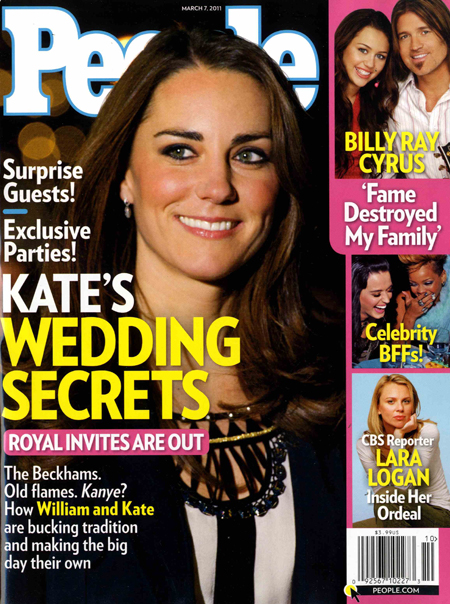 MARCH 7, 2011
People
Surprise
Guests!
Exclusive
Parties!
KATE'S
WEDDING
SECRETS
ROYAL INVITES ARE OUT
The Beckhams.
Old flames. Kanye?
How William and Kate
are bucking tradition
and making the big
day their own
BILLY RAY
CYRUS
'Fame
Destroyed
My Family'
Celebrity
BFFs!
CBS Reporter
LARA
LOGAN
Inside Her
Ordeal
$3.99US
10
0 92567 10227 3
PEOPLE.COM